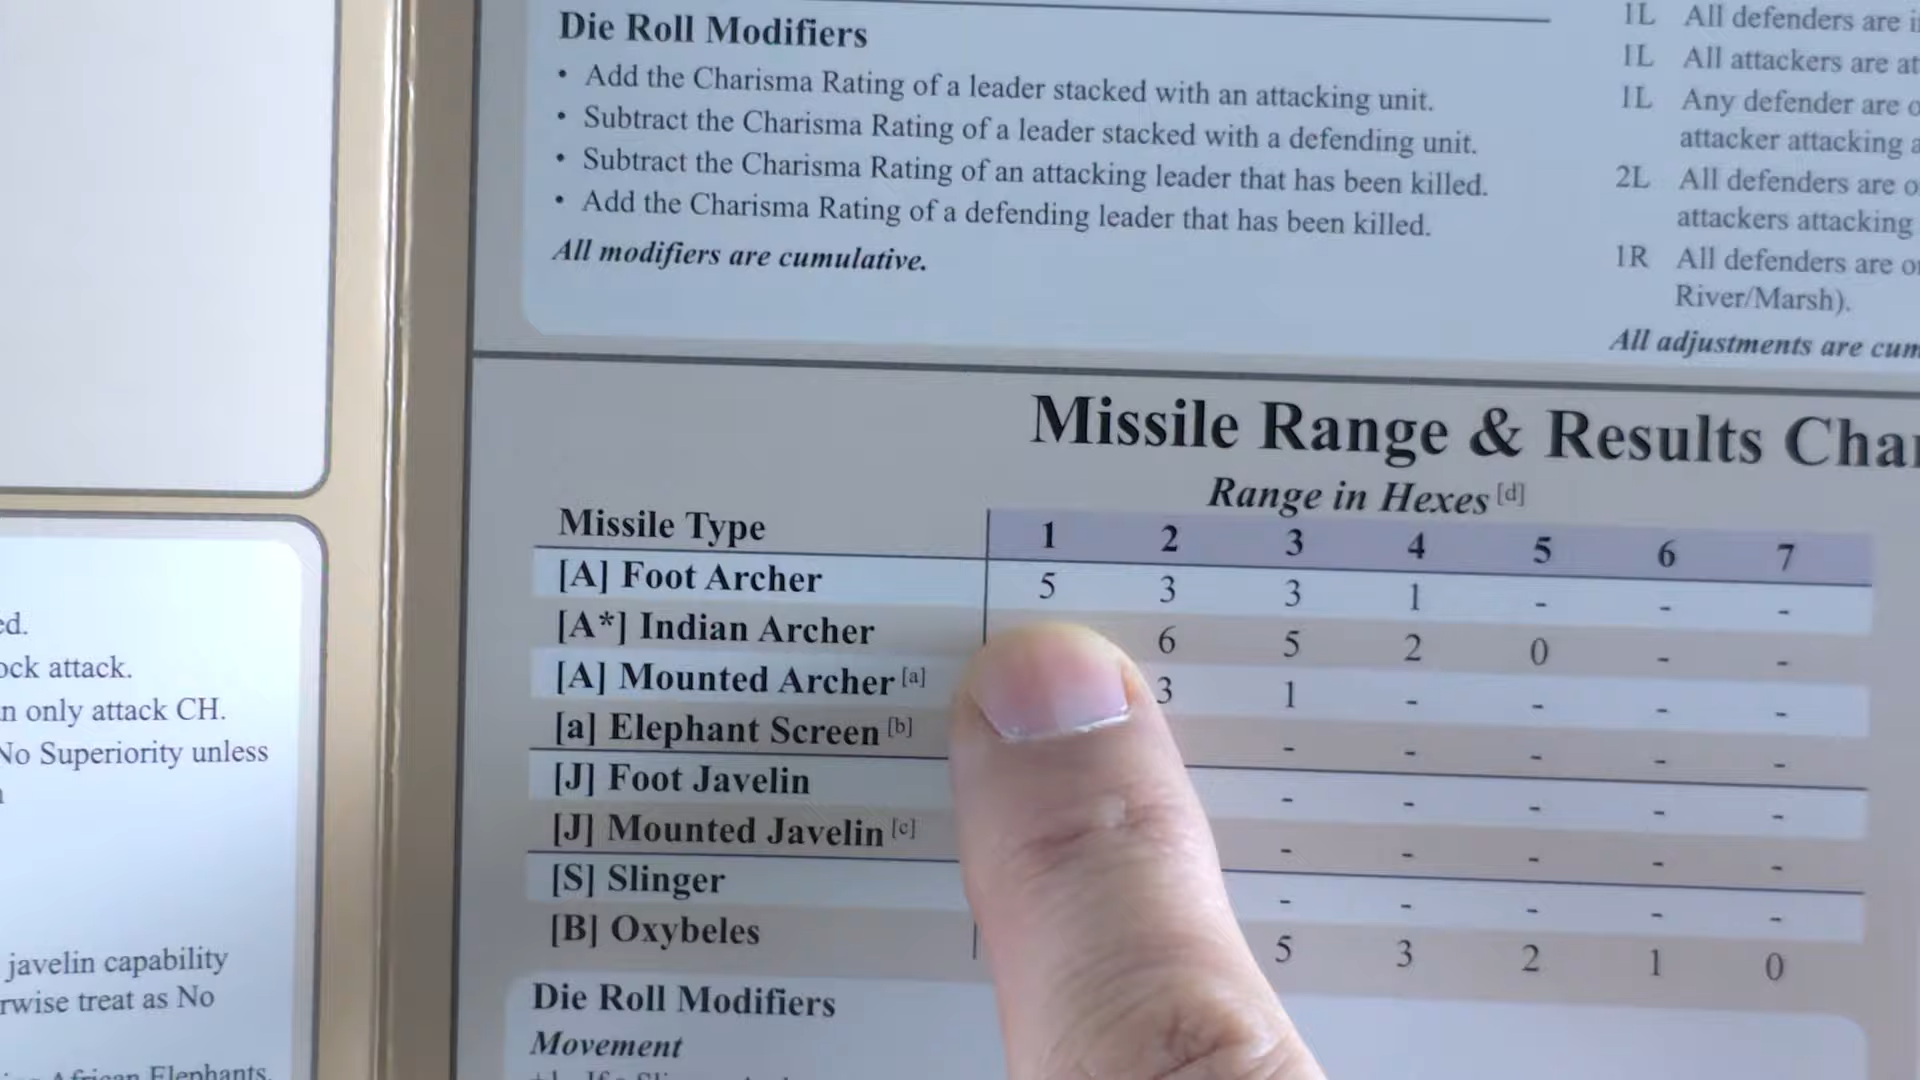 Die Roll Modifiers
• Add the Charisma Rating of a leader stacked with an attacking unit.
• Subtract the Charisma Rating of a leader stacked with a defending unit.
• Subtract the Charisma Rating of an attacking leader that has been killed.
• Add the Charisma Rating of a defending leader that has been killed.
All modifiers are cumulative.
1L All defenders are
1L All attackers are
1L Any defender are
attacker attacking
2L All defenders are
attackers attacking
1R All defenders are
River/Marsh).
All adjustments are
ock attack.
n only attack CH.
No Superiority unless
javelin capability
rwise treat as No
African Elephants.
Missile Range & Results
Range in Hexes [d]
Missile Type 1 2 3 4 5 6 7
[A] Foot Archer 5 3 3 1 - - -
[A*] Indian Archer 6 5 2 0 - -
[A] Mounted Archer [a] 3 1 - - - -
[a] Elephant Screen [b] - - - - -
[J] Foot Javelin - - - - -
[J] Mounted Javelin [c] - - - - -
[S] Slinger - - - - -
[B] Oxybeles 5 3 2 1 0
Die Roll Modifiers
Movement